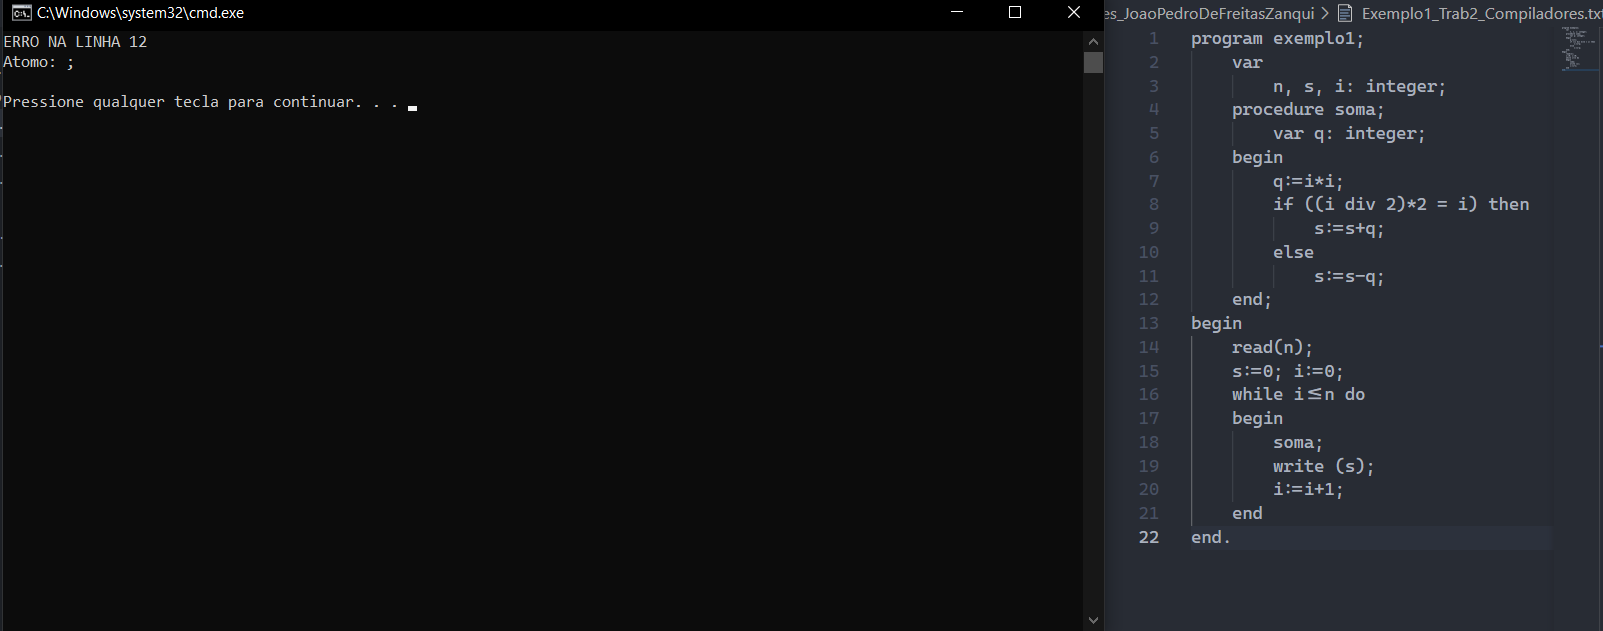 C:\Windows\system32\cmd.exe
ERRO NA LINHA 12
Atomo: ;
Pressione qualquer tecla para continuar. . .
es_JoaoPedroDeFreitasZanqui > Exemplo1_Trab2_Compiladores.txt
1 program exemplo1;
2 var
3 n, s, i: integer;
4 procedure soma;
5 var q: integer;
6 begin
7 q:=i*i;
8 if ((i div 2)*2 = i) then
9 s:=s+q;
10 else
11 s:=s-q;
12 end;
13 begin
14 read(n);
15 s:=0; i:=0;
16 while i≤n do
17 begin
18 soma;
19 write (s);
20 i:=i+1;
21 end
22 end.